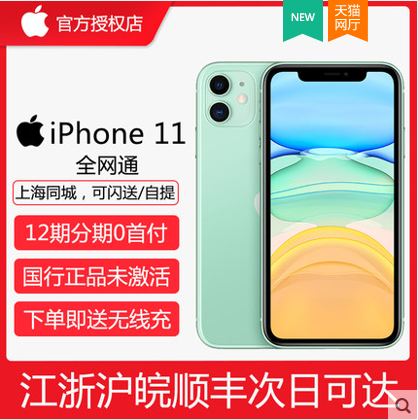 官方授权店
NEW
天猫
网厅
iPhone 11
全网通
上海同城，可闪送/自提
12期分期0首付
国行正品未激活
下单即送无线充
江浙沪皖顺丰次日可达